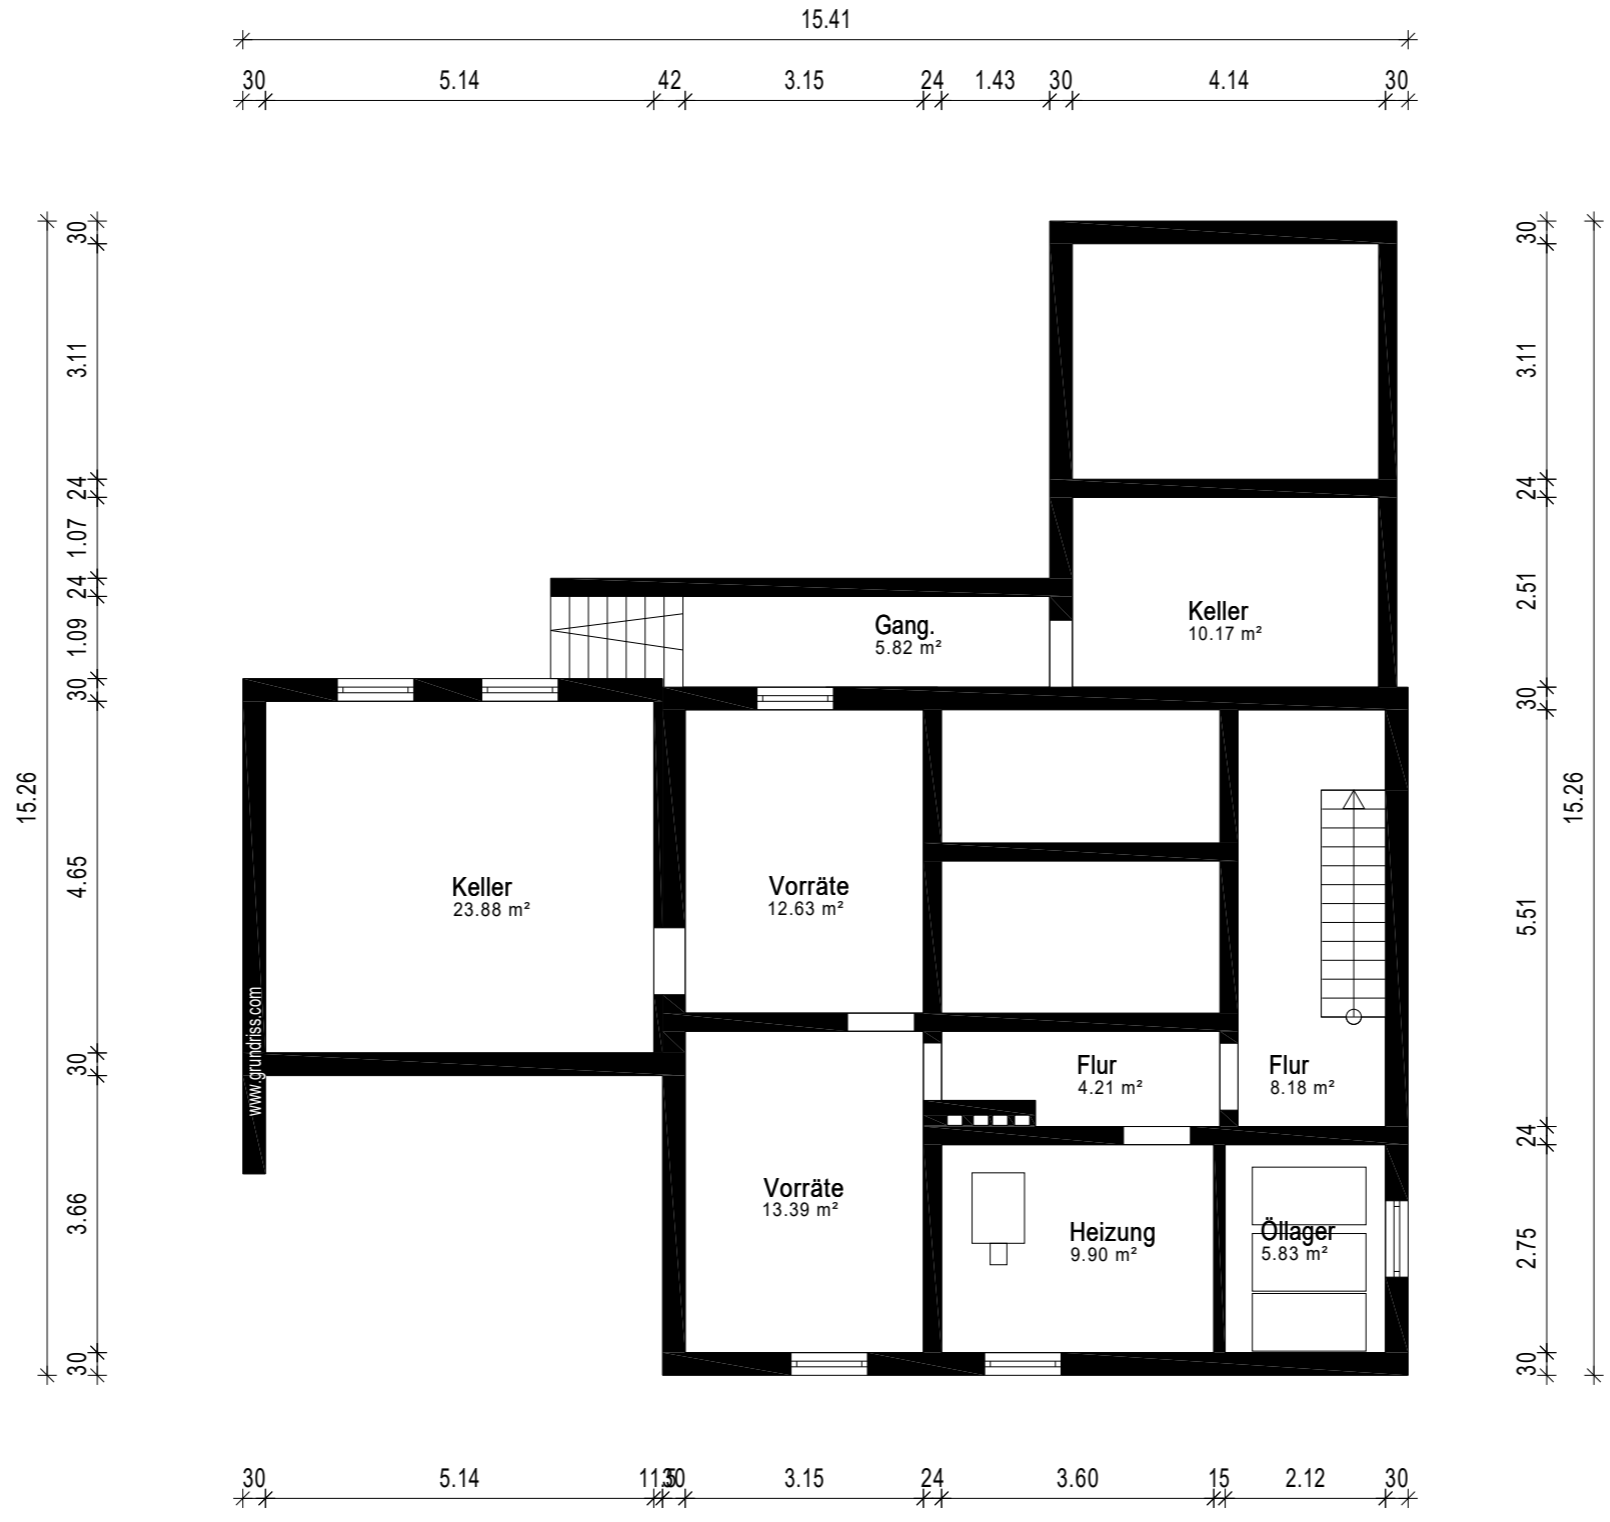 15.41
30 5.14 42 3.15 24 1.43 30 4.14 30
15.26
30
3.11
24
1.07
24
1.09
30
4.65
30
3.66
30
30
3.11
24
2.51
30
5.51
24
2.75
30
15.26
Gang.
5.82 m²
Keller
10.17 m²
Keller
23.88 m²
Vorräte
12.63 m²
Flur
4.21 m²
Flur
8.18 m²
www.grundriss.com
Vorräte
13.39 m²
Heizung
9.90 m²
Öllager
5.83 m²
30 5.14 11.5 30 3.15 24 3.60 15 2.12 30